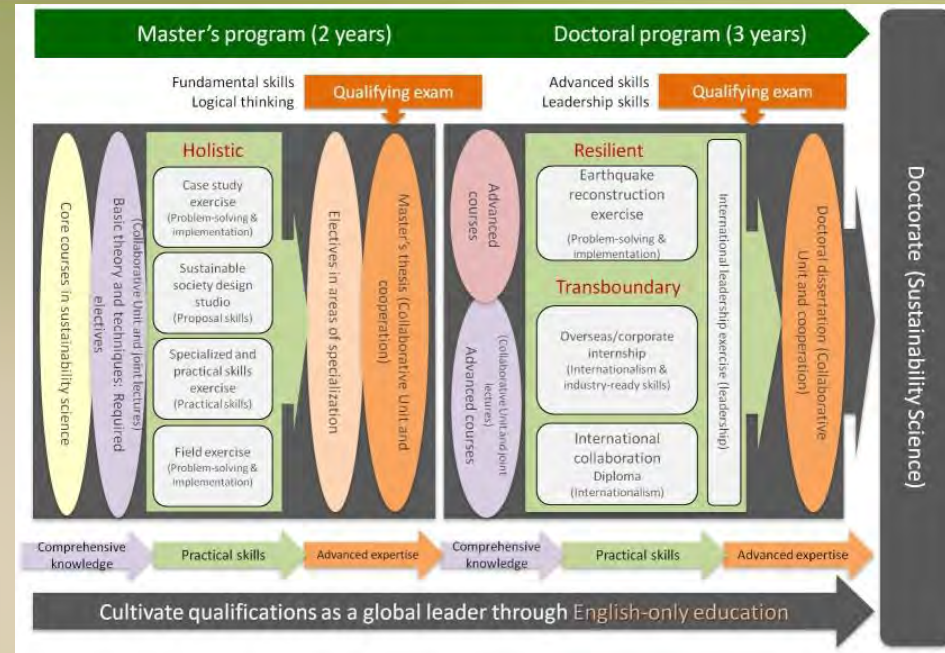 Master's program (2 years)
Doctoral program (3 years)
Fundamental skills
Logical thinking
Qualifying exam
Advanced skills
Leadership skills
Qualifying exam
Core courses in sustainability science
(Collaborative Unit and joint lectures)
Basic theory and techniques: Required
electives
Holistic
Case study
exercise
(Problem-solving &
implementation)
Sustainable
society design
studio
(Proposal skills)
Specialized and
practical skills
exercise
(Practical skills)
Field exercise
(Problem-solving &
implementation)
Electives in areas of specialization
Master's thesis (Collaborative Unit and
cooperation)
Advanced
courses
(Collaborative Unit and joint
lectures)
Advanced courses
Resilient
Earthquake
reconstruction
exercise
(Problem-solving &
implementation)
Transboundary
Overseas/corporate
internship
(Internationalism &
industry-ready skills)
International
collaboration
Diploma
(Internationalism)
International leadership exercise (leadership)
Doctoral dissertation (Collaborative
Unit and cooperation)
Doctorate (Sustainability Science)
Comprehensive
knowledge
Practical skills
Advanced expertise
Comprehensive
knowledge
Practical skills
Advanced expertise
Cultivate qualifications as a global leader through English-only education